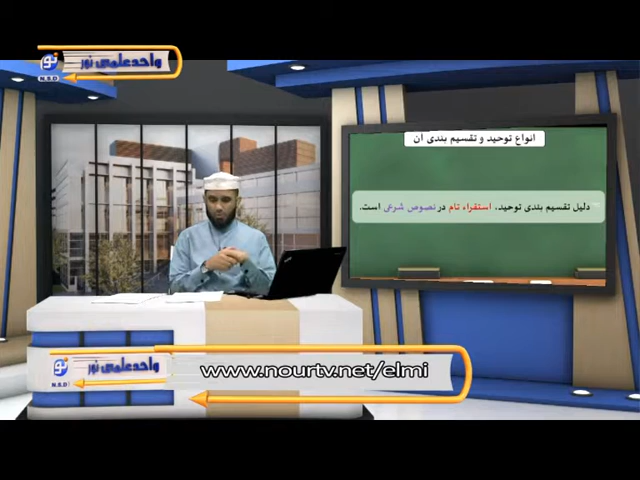 واحد علمی نور
N.S.D
انواع توحید و تقسیم بندی آن
دلیل تقسیم بندی توحید، استقراء تام در نصوص شرعی است.
واحد علمی نور
N.S.D
www.nourtv.net/elmi